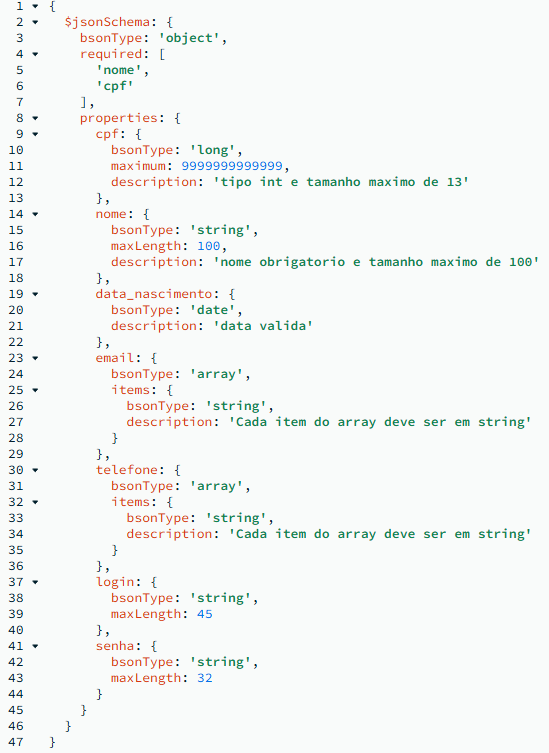 1 ▾ {
2 ▾   $jsonSchema: {
3       bsonType: 'object',
4 ▾     required: [
5         'nome',
6         'cpf'
7       ],
8 ▾     properties: {
9 ▾       cpf: {
10           bsonType: 'long',
11           maximum: 9999999999999,
12           description: 'tipo int e tamanho maximo de 13'
13         },
14 ▾       nome: {
15           bsonType: 'string',
16           maxLength: 100,
17           description: 'nome obrigatorio e tamanho maximo de 100'
18         },
19 ▾       data_nascimento: {
20           bsonType: 'date',
21           description: 'data valida'
22         },
23 ▾       email: {
24           bsonType: 'array',
25 ▾         items: {
26             bsonType: 'string',
27             description: 'Cada item do array deve ser em string'
28           }
29         },
30 ▾       telefone: {
31           bsonType: 'array',
32 ▾         items: {
33             bsonType: 'string',
34             description: 'Cada item do array deve ser em string'
35           }
36         },
37 ▾       login: {
38           bsonType: 'string',
39           maxLength: 45
40         },
41 ▾       senha: {
42           bsonType: 'string',
43           maxLength: 32
44         }
45       }
46     }
47   }